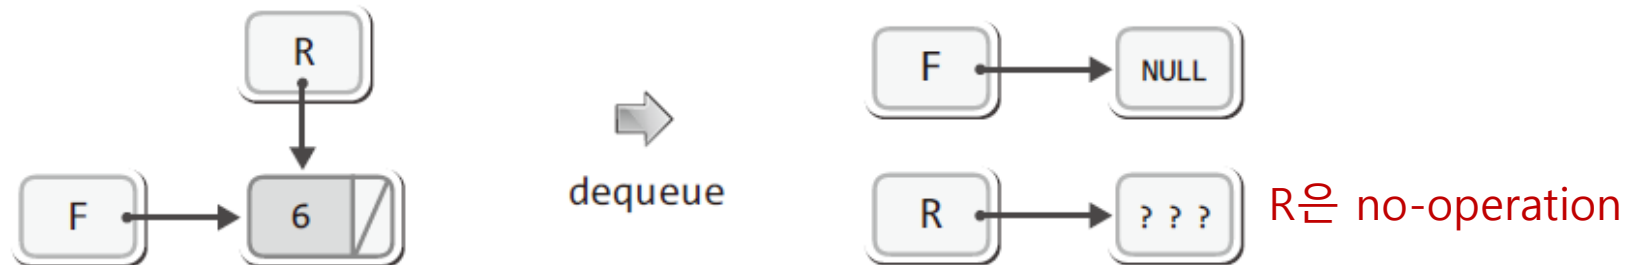 R
F
6
dequeue
F
NULL
R
? ? ?
R은 no-operation